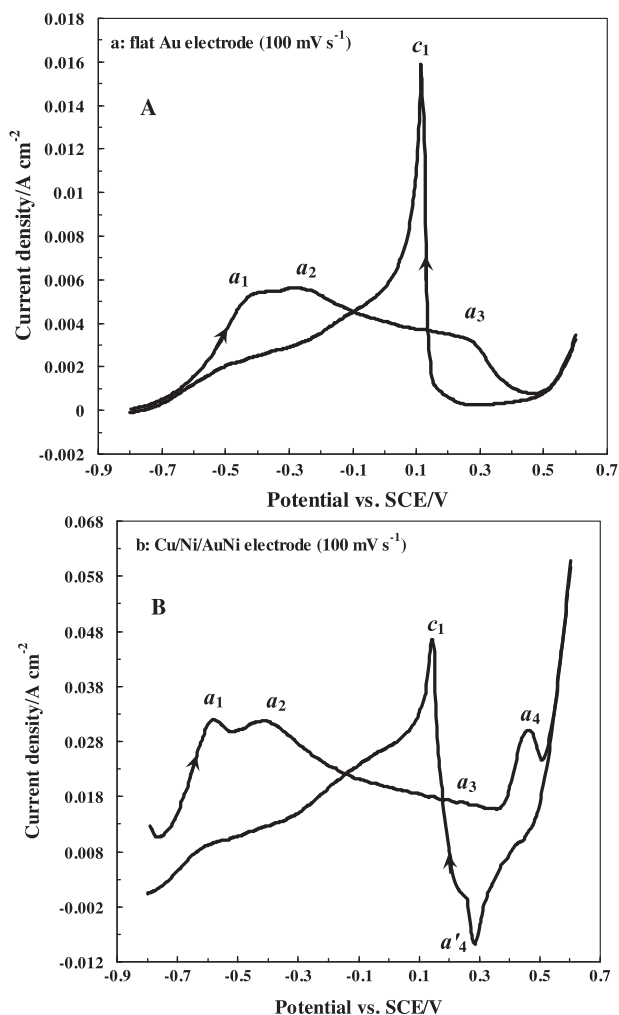 a: flat Au electrode (100 mV s⁻¹)
A
c₁
a₁
a₂
a₃
0.018
0.016
0.014
0.012
0.010
0.008
0.006
0.004
0.002
0
-0.002
Current density/A cm⁻²
-0.9 -0.7 -0.5 -0.3 -0.1 0.1 0.3 0.5 0.7
Potential vs. SCE/V
b: Cu/Ni/AuNi electrode (100 mV s⁻¹)
B
c₁
a₁
a₂
a₄
a₃
a′₄
0.068
0.058
0.048
0.038
0.028
0.018
0.008
-0.002
-0.012
Current density/A cm⁻²
-0.9 -0.7 -0.5 -0.3 -0.1 0.1 0.3 0.5 0.7
Potential vs. SCE/V